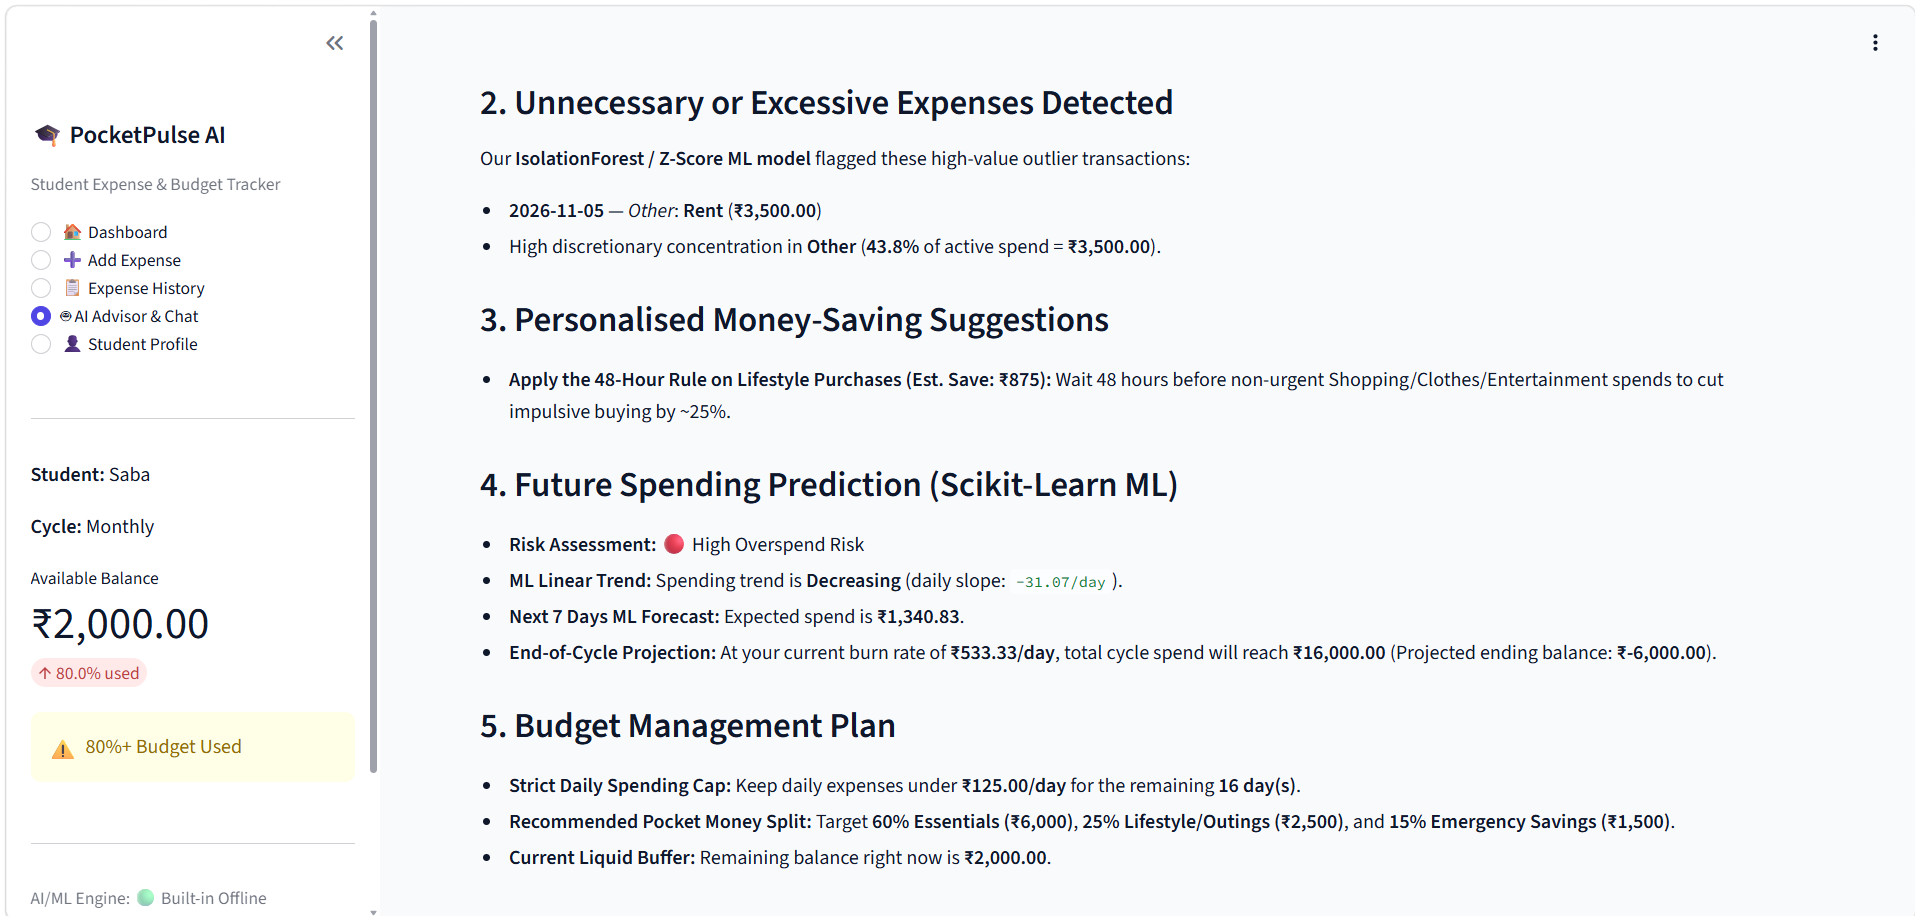 PocketPulse AI
Student Expense & Budget Tracker
Dashboard
Add Expense
Expense History
AI Advisor & Chat
Student Profile
Student: Saba
Cycle: Monthly
Available Balance
₹2,000.00
↑ 80.0% used
80%+ Budget Used
AI/ML Engine: Built-in Offline
2. Unnecessary or Excessive Expenses Detected
Our IsolationForest / Z-Score ML model flagged these high-value outlier transactions:
• 2026-11-05 — Other: Rent (₹3,500.00)
• High discretionary concentration in Other (43.8% of active spend = ₹3,500.00).
3. Personalised Money-Saving Suggestions
• Apply the 48-Hour Rule on Lifestyle Purchases (Est. Save: ₹875): Wait 48 hours before non-urgent Shopping/Clothes/Entertainment spends to cut
impulsive buying by ~25%.
4. Future Spending Prediction (Scikit-Learn ML)
• Risk Assessment: High Overspend Risk
• ML Linear Trend: Spending trend is Decreasing (daily slope: -31.07/day ).
• Next 7 Days ML Forecast: Expected spend is ₹1,340.83.
• End-of-Cycle Projection: At your current burn rate of ₹533.33/day, total cycle spend will reach ₹16,000.00 (Projected ending balance: ₹-6,000.00).
5. Budget Management Plan
• Strict Daily Spending Cap: Keep daily expenses under ₹125.00/day for the remaining 16 day(s).
• Recommended Pocket Money Split: Target 60% Essentials (₹6,000), 25% Lifestyle/Outings (₹2,500), and 15% Emergency Savings (₹1,500).
• Current Liquid Buffer: Remaining balance right now is ₹2,000.00.